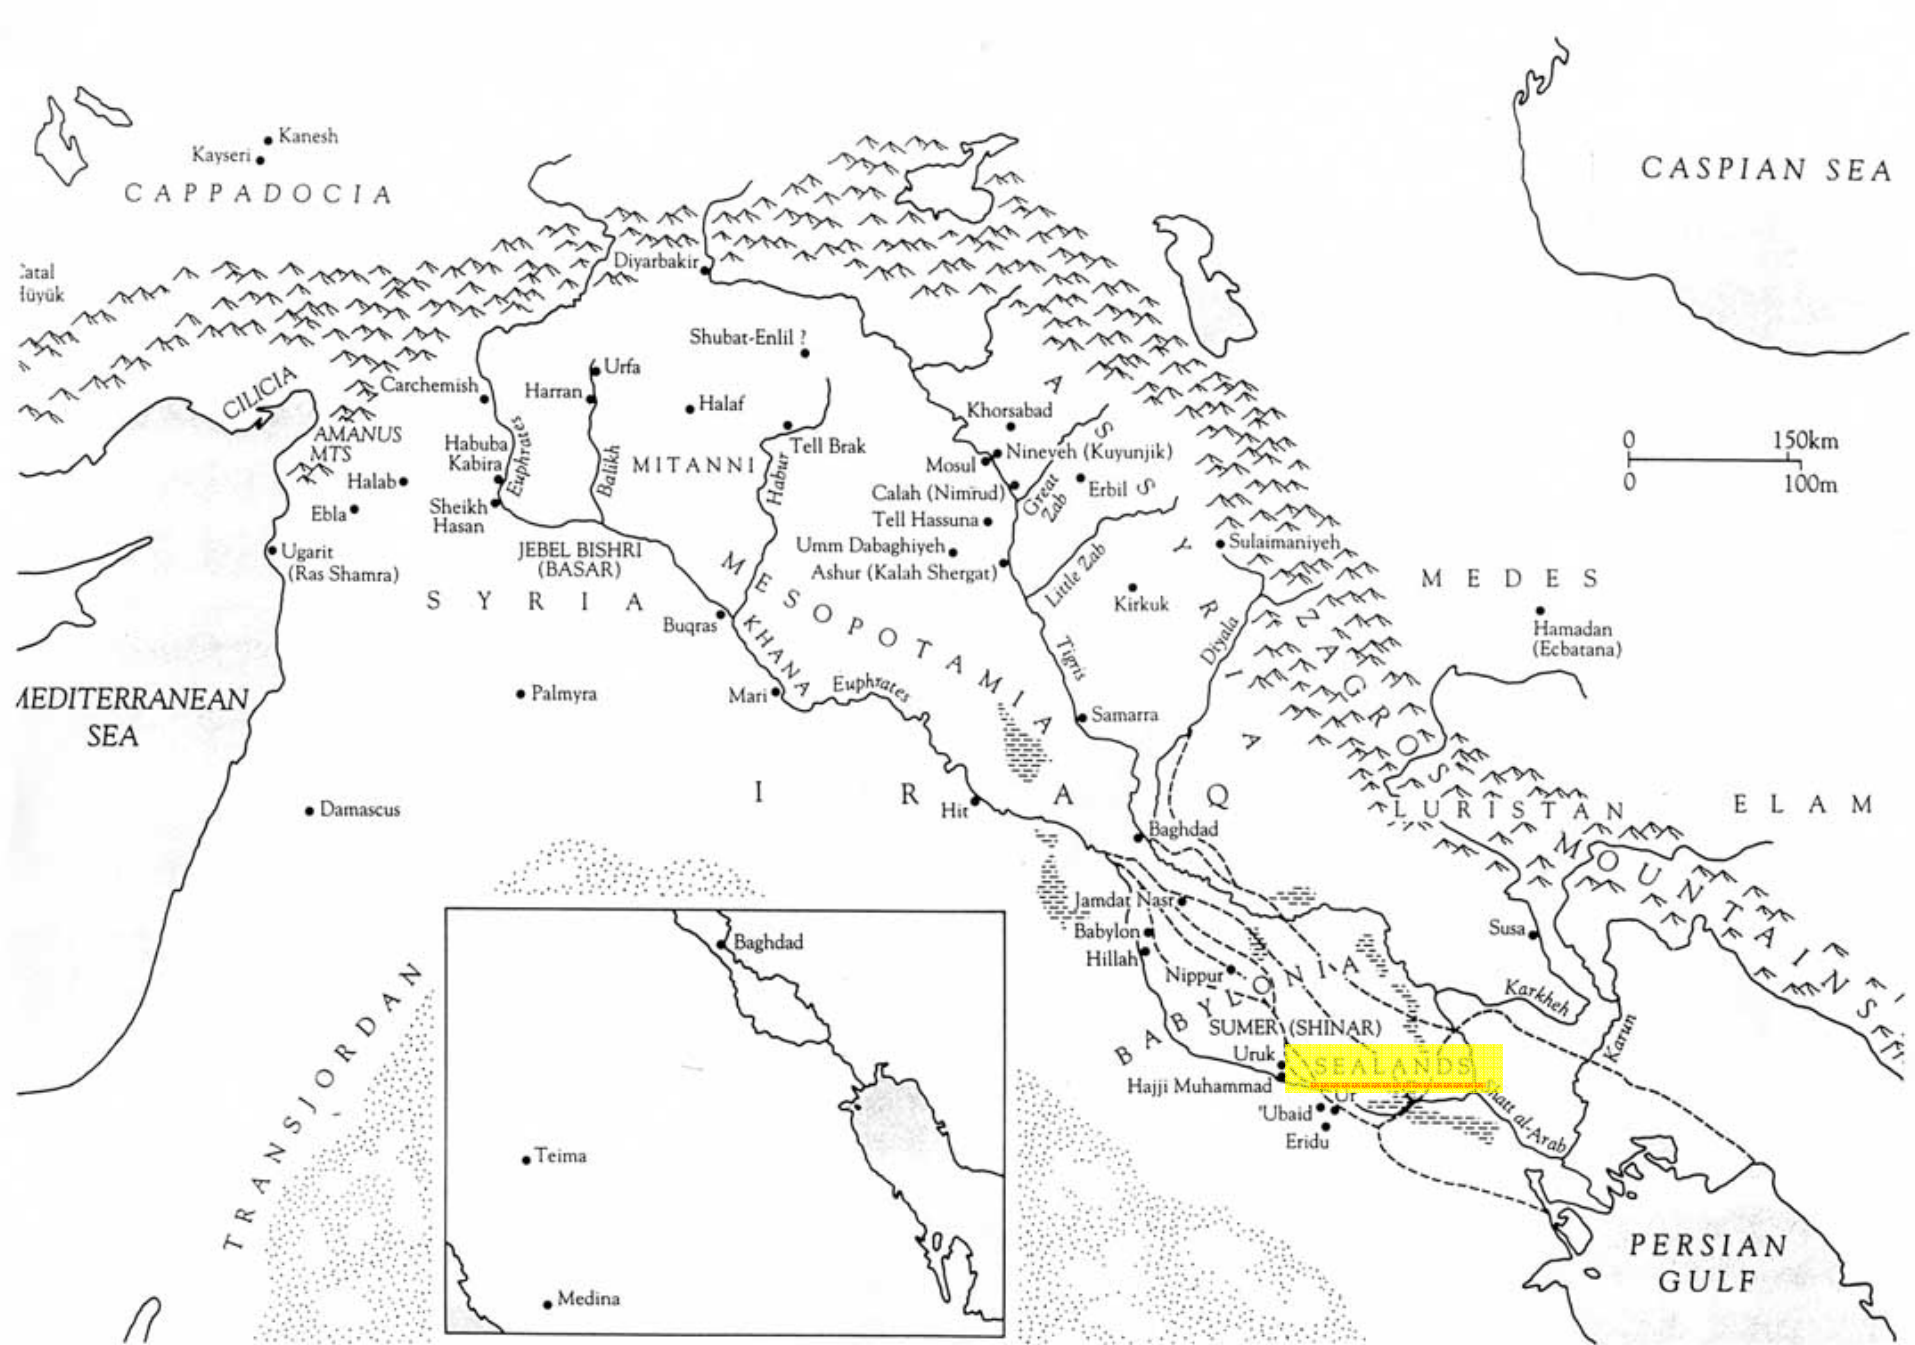 Kanesh
Kayseri
CAPPADOCIA
CASPIAN SEA
atal
üyük
Diyarbakir
Shubat-Enlil ?
Urfa
CILICIA
Carchemish
Harran
Halaf
Khorsabad
AMANUS
MTS
Habuba
Kabira
Euphrates
Balikh
MITANNI
Habur
Tell Brak
Nineveh (Kuyunjik)
Mosul
0 150km
0 100m
Halab
Calah (Nimrud)
Great
Zab
Erbil
Ebla
Sheikh
Hasan
Tell Hassuna
Ugarit
(Ras Shamra)
JEBEL BISHRI
(BASAR)
Umm Dabaghiyeh
Ashur (Kalah Shergat)
Little Zab
Sulaimaniyeh
ASSYRIA
MEDES
SYRIA
MESOPOTAMIA
Kirkuk
Buqras
KHANA
Tigris
Diyala
ZAGROS
Hamadan
(Ecbatana)
MEDITERRANEAN
SEA
Palmyra
Mari
Euphrates
Samarra
IRAQ
Hit
Damascus
LURISTAN
ELAM
Baghdad
MOUNTAINS
Jamdat Nasr
Babylon
Hillah
Nippur
Susa
BABYLONIA
Karkheh
Karun
SUMER (SHINAR)
Uruk
SEALANDS
Hajji Muhammad
Ur
'Ubaid
Eridu
Shatt al-Arab
TRANSJORDAN
Baghdad
Teima
Medina
PERSIAN
GULF